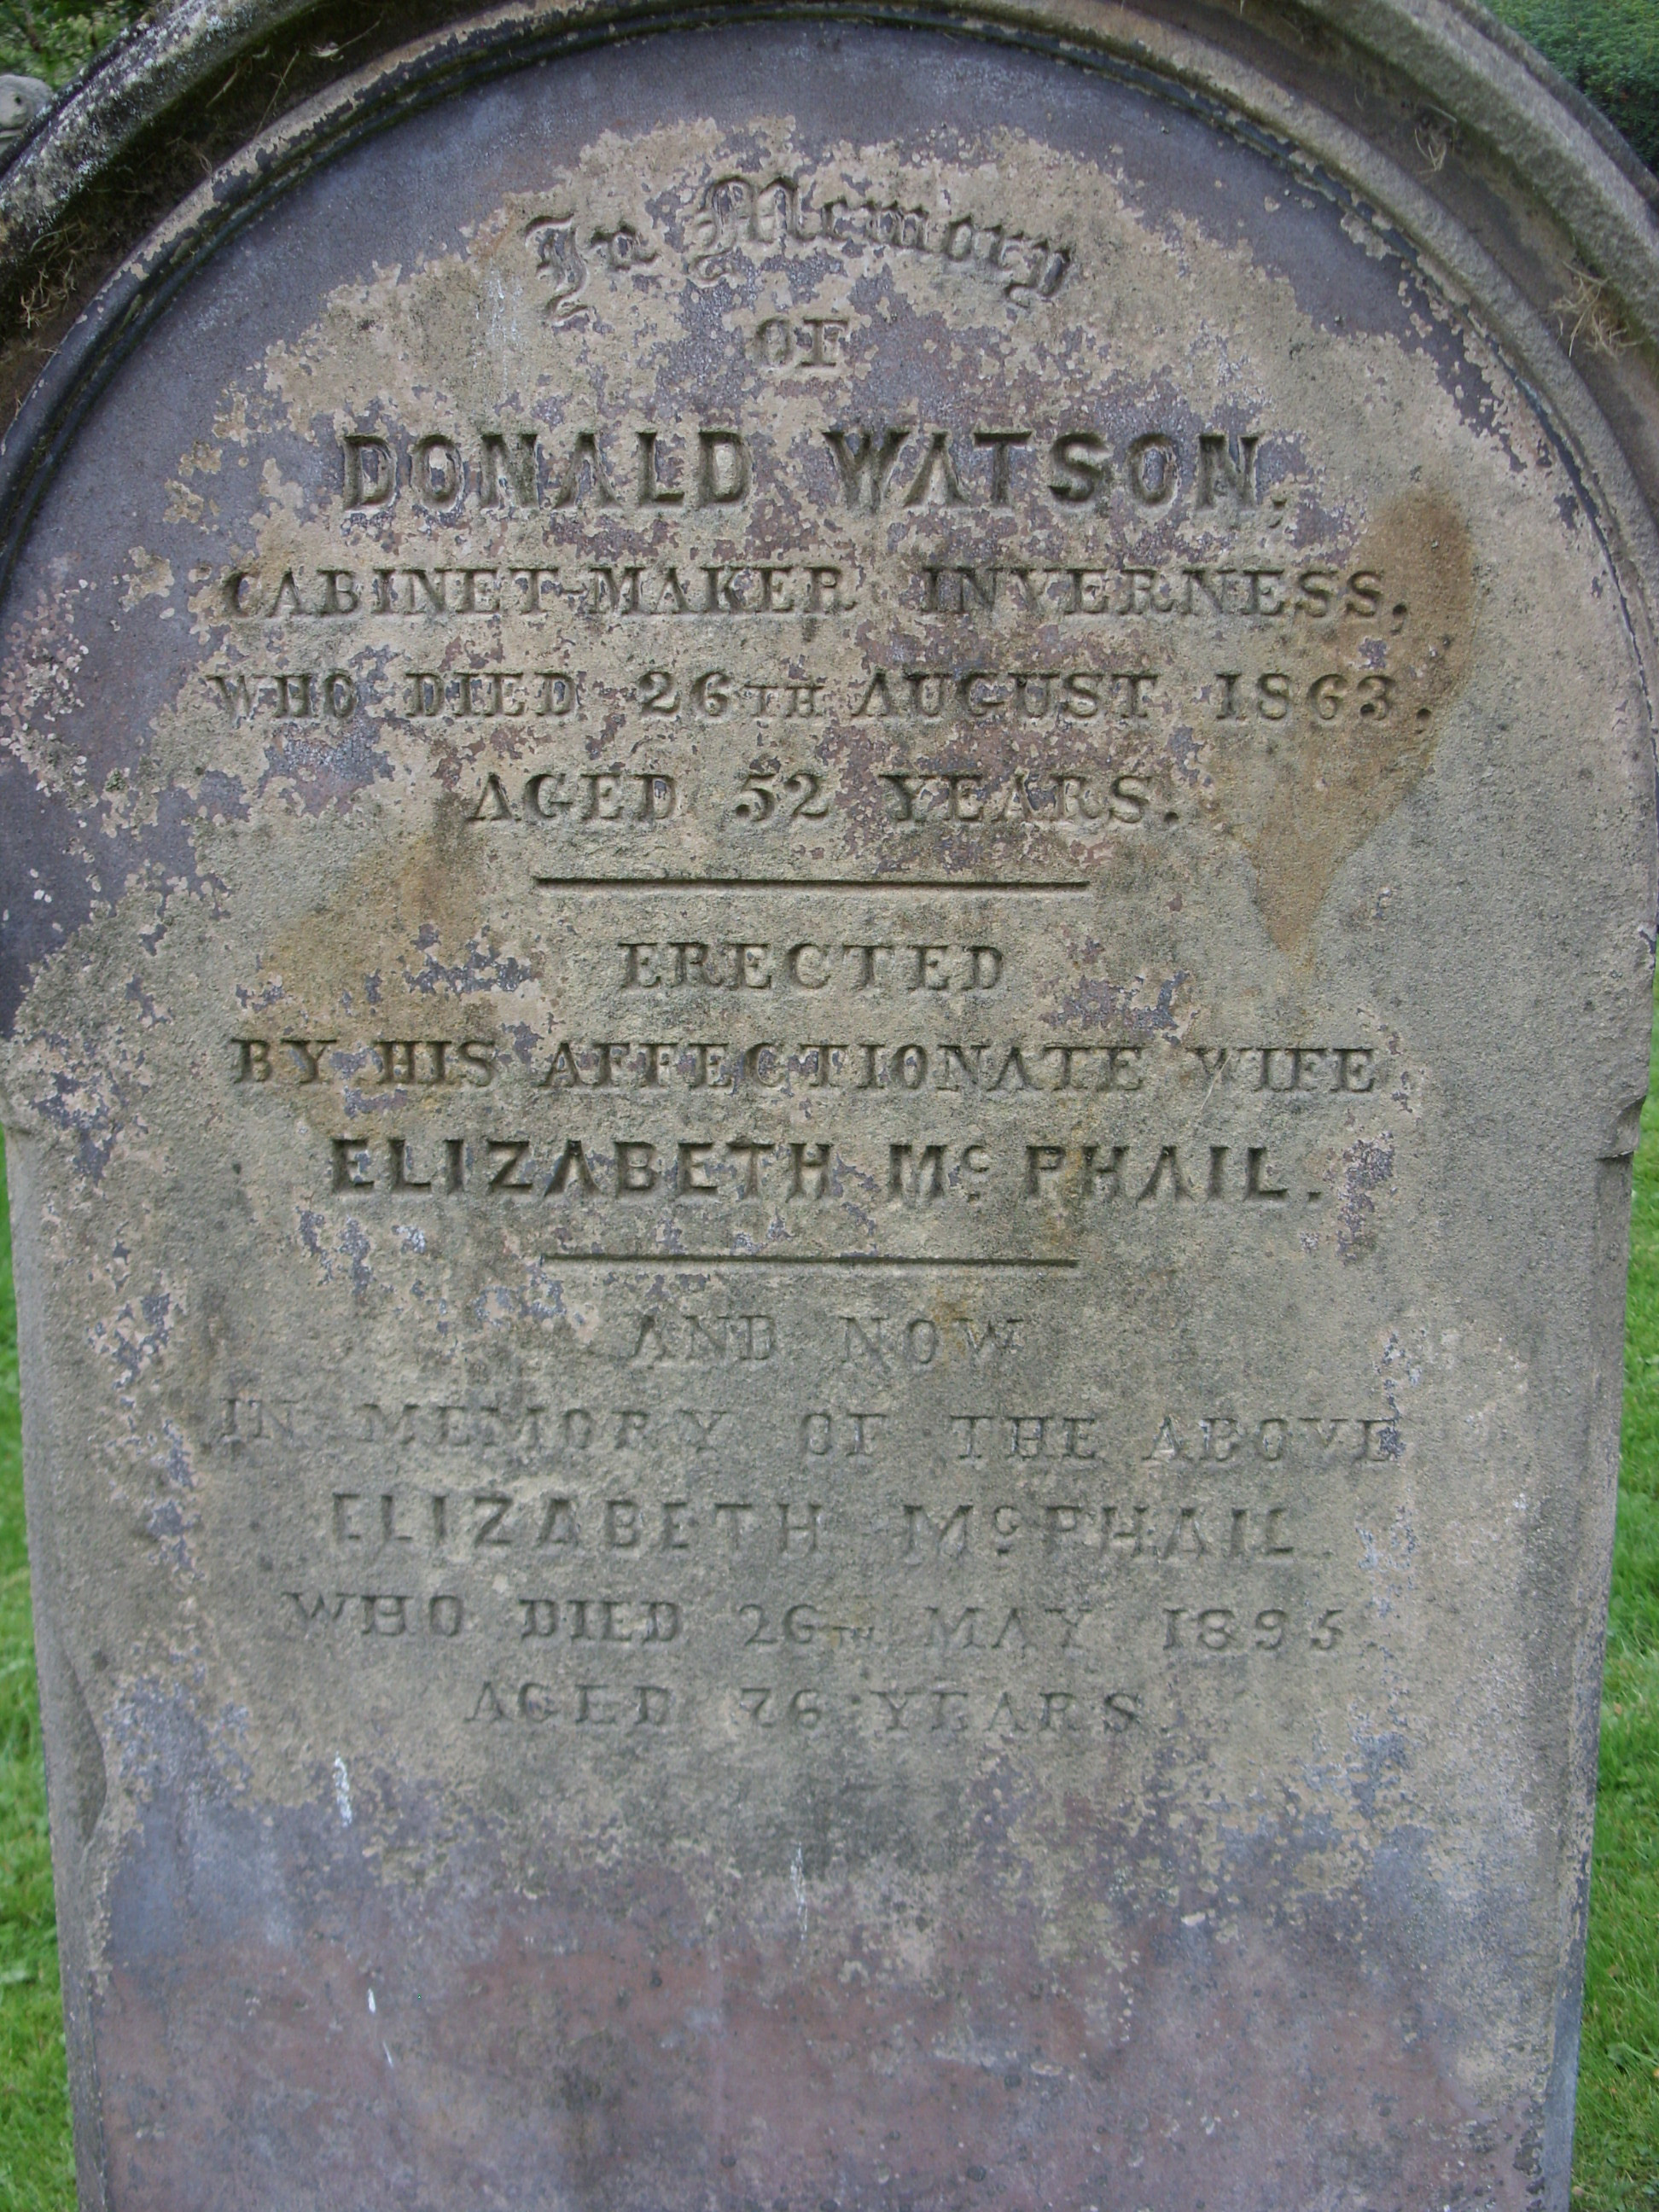 In Memory
OF
DONALD WATSON,
CABINET-MAKER INVERNESS,
WHO DIED 26TH AUGUST 1863.
AGED 52 YEARS.
ERECTED
BY HIS AFFECTIONATE WIFE
ELIZABETH Mc PHAIL.
AND NOW
IN MEMORY OF THE ABOVE
ELIZABETH McPHAIL
WHO DIED 26TH MAY 1895
AGED 76 YEARS